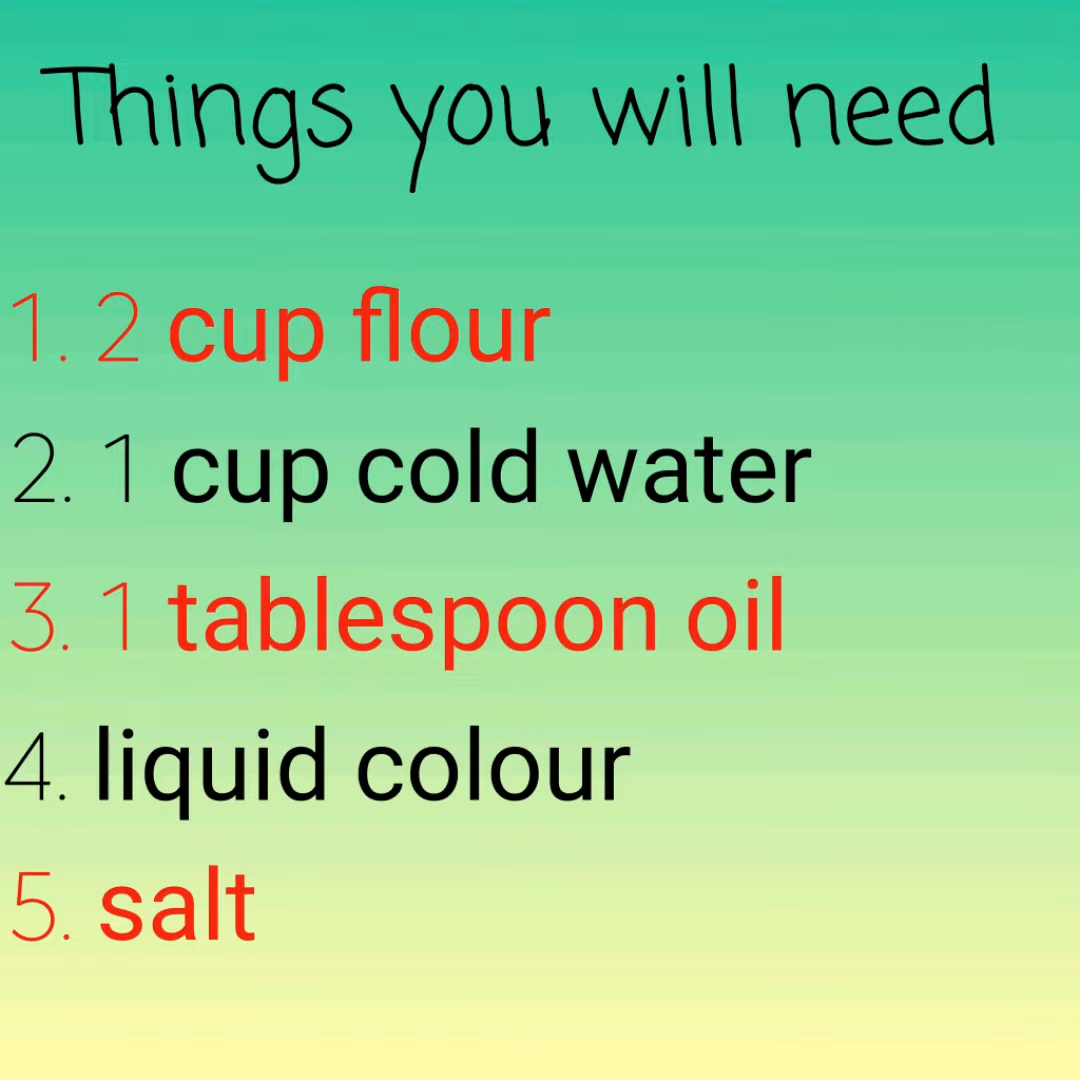 Things you will need
1. 2 cup flour
2. 1 cup cold water
3. 1 tablespoon oil
4. liquid colour
5. salt